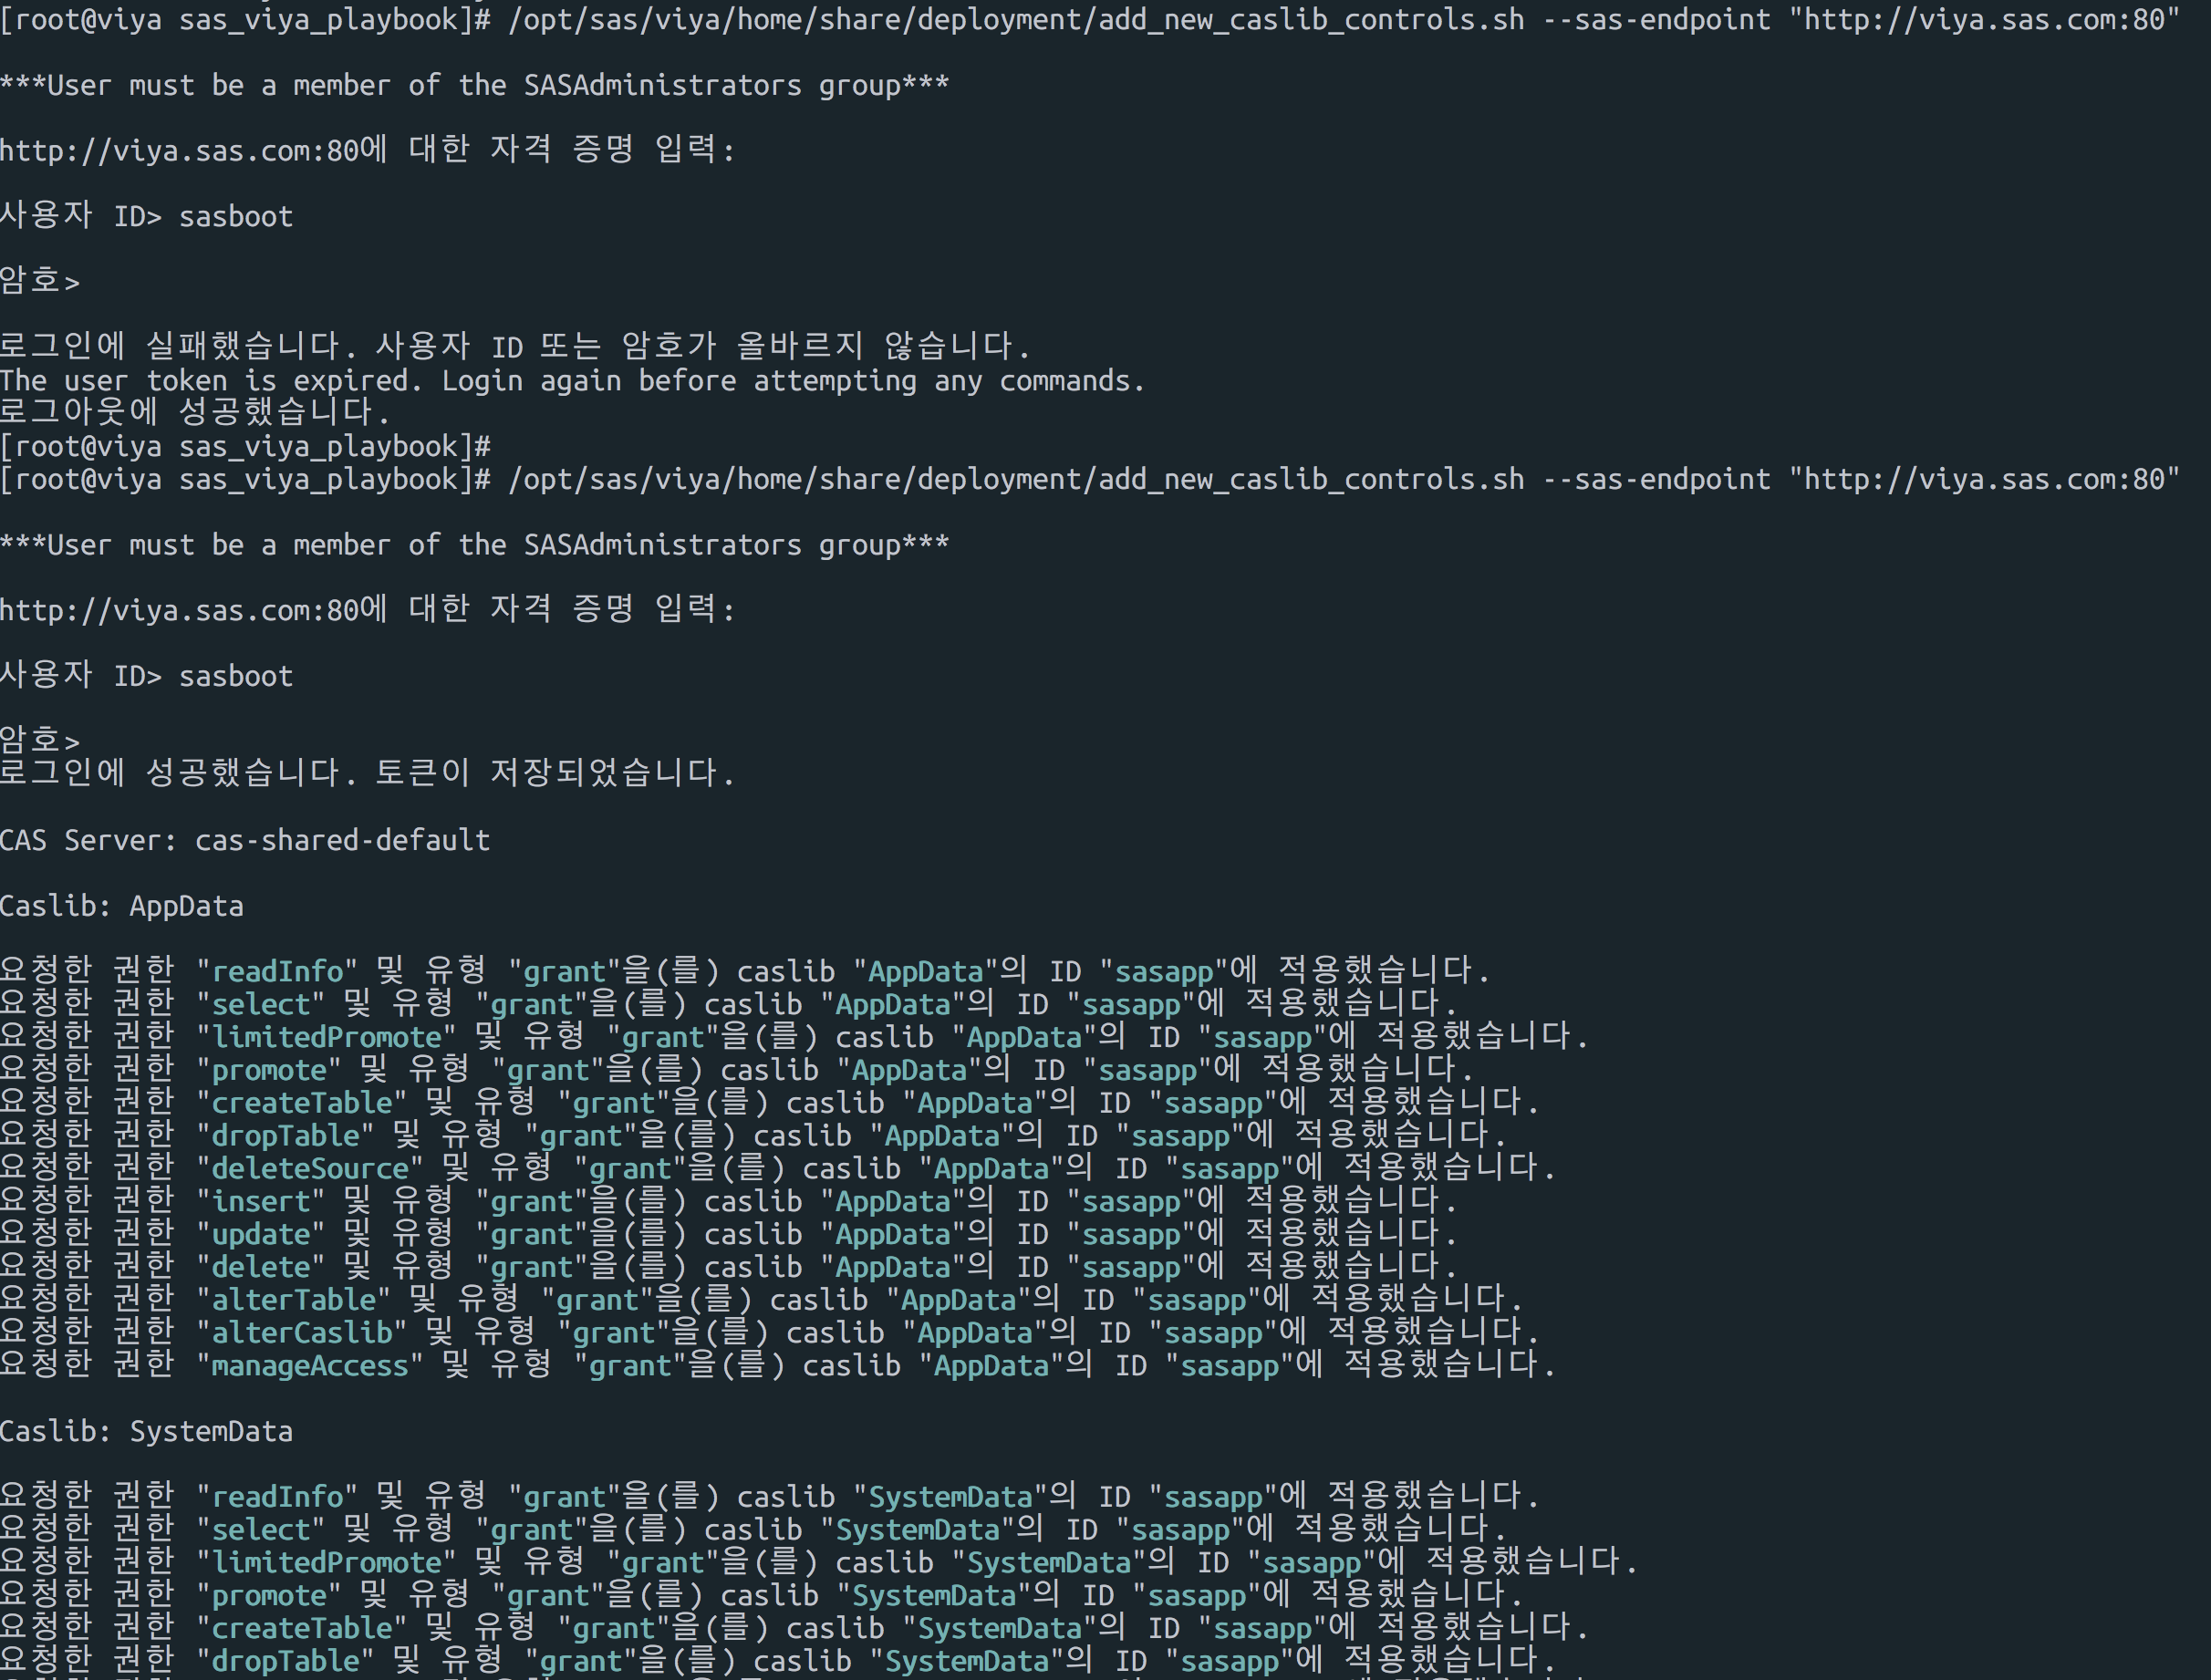 [root@viya sas_viya_playbook]# /opt/sas/viya/home/share/deployment/add_new_caslib_controls.sh --sas-endpoint "http://viya.sas.com:80"
***User must be a member of the SASAdministrators group***
http://viya.sas.com:80에 대한 자격 증명 입력:
사용자 ID> sasboot
암호>
로그인에 실패했습니다. 사용자 ID 또는 암호가 올바르지 않습니다.
The user token is expired. Login again before attempting any commands.
로그아웃에 성공했습니다.
[root@viya sas_viya_playbook]#
[root@viya sas_viya_playbook]# /opt/sas/viya/home/share/deployment/add_new_caslib_controls.sh --sas-endpoint "http://viya.sas.com:80"
***User must be a member of the SASAdministrators group***
http://viya.sas.com:80에 대한 자격 증명 입력:
사용자 ID> sasboot
암호>
로그인에 성공했습니다. 토큰이 저장되었습니다.
CAS Server: cas-shared-default
Caslib: AppData
요청한 권한 "readInfo" 및 유형 "grant"을(를) caslib "AppData"의 ID "sasapp"에 적용했습니다.
요청한 권한 "select" 및 유형 "grant"을(를) caslib "AppData"의 ID "sasapp"에 적용했습니다.
요청한 권한 "limitedPromote" 및 유형 "grant"을(를) caslib "AppData"의 ID "sasapp"에 적용했습니다.
요청한 권한 "promote" 및 유형 "grant"을(를) caslib "AppData"의 ID "sasapp"에 적용했습니다.
요청한 권한 "createTable" 및 유형 "grant"을(를) caslib "AppData"의 ID "sasapp"에 적용했습니다.
요청한 권한 "dropTable" 및 유형 "grant"을(를) caslib "AppData"의 ID "sasapp"에 적용했습니다.
요청한 권한 "deleteSource" 및 유형 "grant"을(를) caslib "AppData"의 ID "sasapp"에 적용했습니다.
요청한 권한 "insert" 및 유형 "grant"을(를) caslib "AppData"의 ID "sasapp"에 적용했습니다.
요청한 권한 "update" 및 유형 "grant"을(를) caslib "AppData"의 ID "sasapp"에 적용했습니다.
요청한 권한 "delete" 및 유형 "grant"을(를) caslib "AppData"의 ID "sasapp"에 적용했습니다.
요청한 권한 "alterTable" 및 유형 "grant"을(를) caslib "AppData"의 ID "sasapp"에 적용했습니다.
요청한 권한 "alterCaslib" 및 유형 "grant"을(를) caslib "AppData"의 ID "sasapp"에 적용했습니다.
요청한 권한 "manageAccess" 및 유형 "grant"을(를) caslib "AppData"의 ID "sasapp"에 적용했습니다.
Caslib: SystemData
요청한 권한 "readInfo" 및 유형 "grant"을(를) caslib "SystemData"의 ID "sasapp"에 적용했습니다.
요청한 권한 "select" 및 유형 "grant"을(를) caslib "SystemData"의 ID "sasapp"에 적용했습니다.
요청한 권한 "limitedPromote" 및 유형 "grant"을(를) caslib "SystemData"의 ID "sasapp"에 적용했습니다.
요청한 권한 "promote" 및 유형 "grant"을(를) caslib "SystemData"의 ID "sasapp"에 적용했습니다.
요청한 권한 "createTable" 및 유형 "grant"을(를) caslib "SystemData"의 ID "sasapp"에 적용했습니다.
요청한 권한 "dropTable" 및 유형 "grant"을(를) caslib "SystemData"의 ID "sasapp"에 적용했습니다.